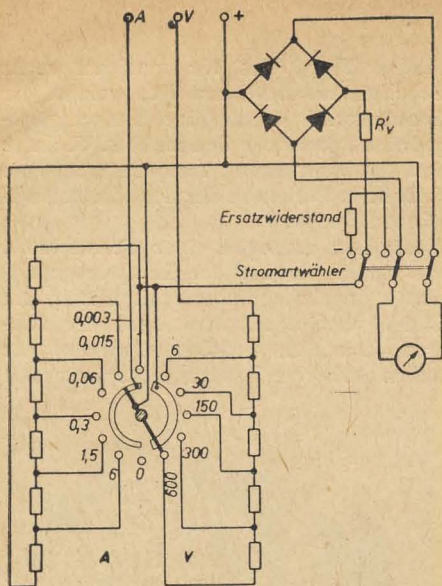 A V +
R'v
Ersatzwiderstand
−
Stromartwähler
0,003
0,015
0,06
0,3
1,5
6
0
6
30
150
300
600
A V